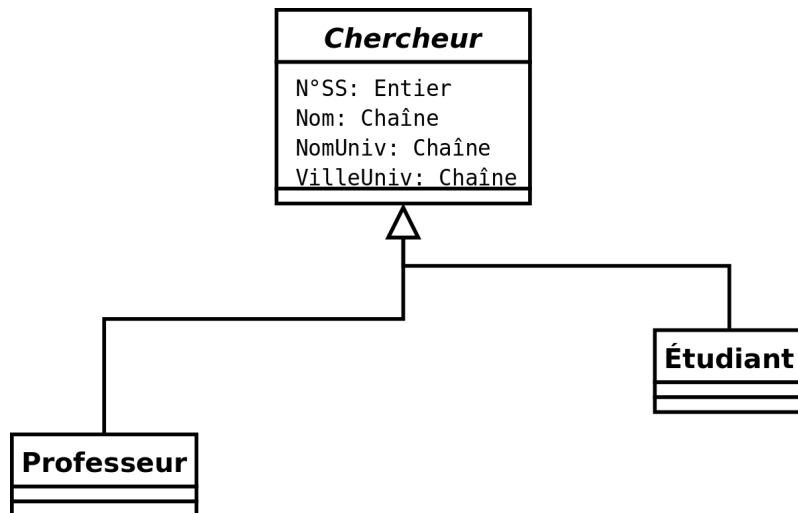 Chercheur
N°SS: Entier
Nom: Chaîne
NomUniv: Chaîne
VilleUniv: Chaîne
Étudiant
Professeur